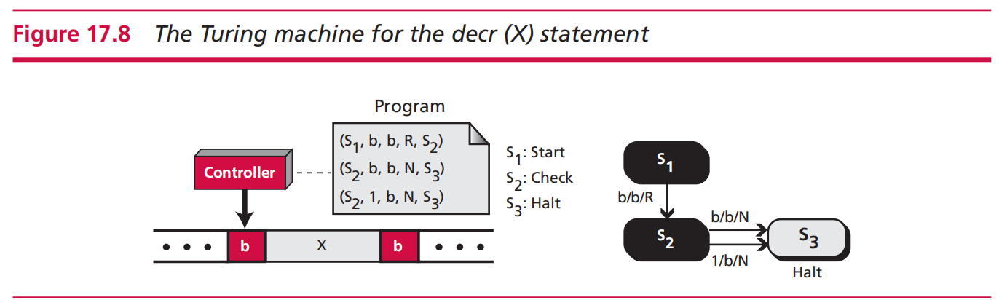 Figure 17.8 The Turing machine for the decr (X) statement
Program
(S₁, b, b, R, S₂)
(S₂, b, b, N, S₃)
(S₂, 1, b, N, S₃)
Controller
S₁: Start
S₂: Check
S₃: Halt
• • • b X b • • •
S₁
b/b/R
S₂
b/b/N
1/b/N
S₃
Halt